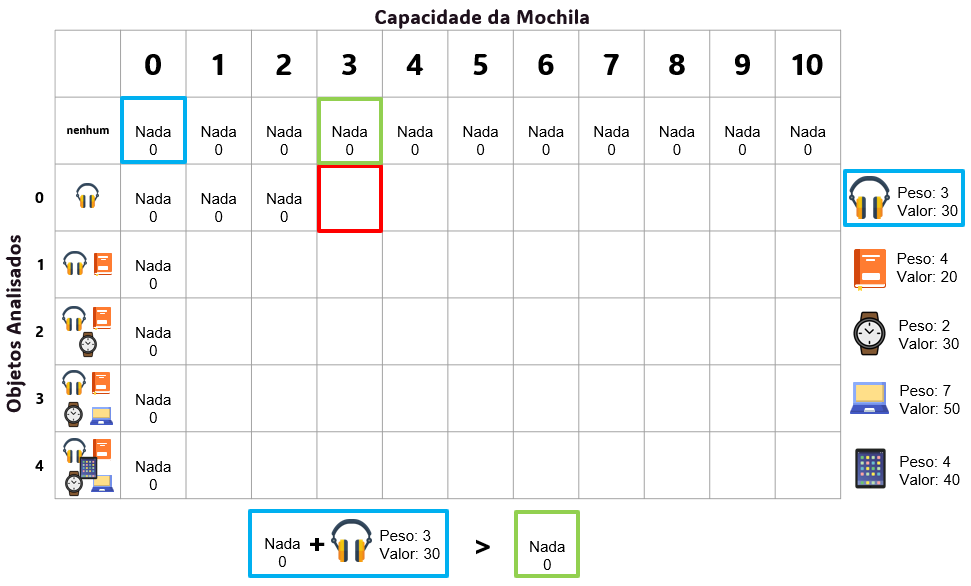 Capacidade da Mochila
0 1 2 3 4 5 6 7 8 9 10
nenhum
Nada Nada Nada Nada Nada Nada Nada Nada Nada Nada Nada
0 0 0 0 0 0 0 0 0 0 0
Objetos Analisados
0
Nada Nada Nada
0 0 0
Peso: 3
Valor: 30
1
Nada
0
Peso: 4
Valor: 20
2
Nada
0
Peso: 2
Valor: 30
3
Nada
0
Peso: 7
Valor: 50
4
Nada
0
Peso: 4
Valor: 40
Nada
0
+
Peso: 3
Valor: 30
>
Nada
0